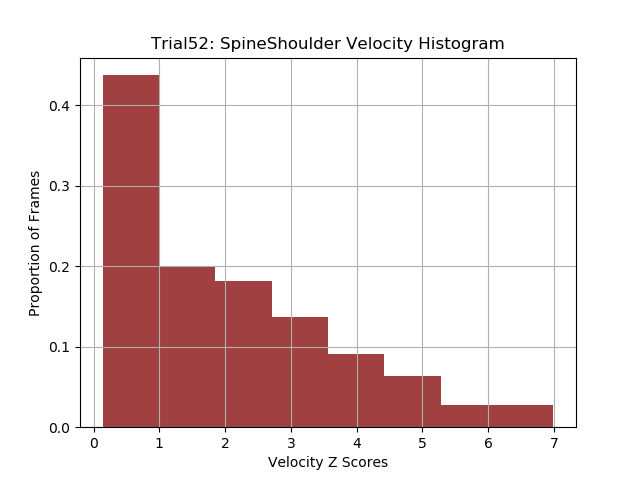 Trial52: SpineShoulder Velocity Histogram
Proportion of Frames
0.4
0.3
0.2
0.1
0.0
0 1 2 3 4 5 6 7
Velocity Z Scores